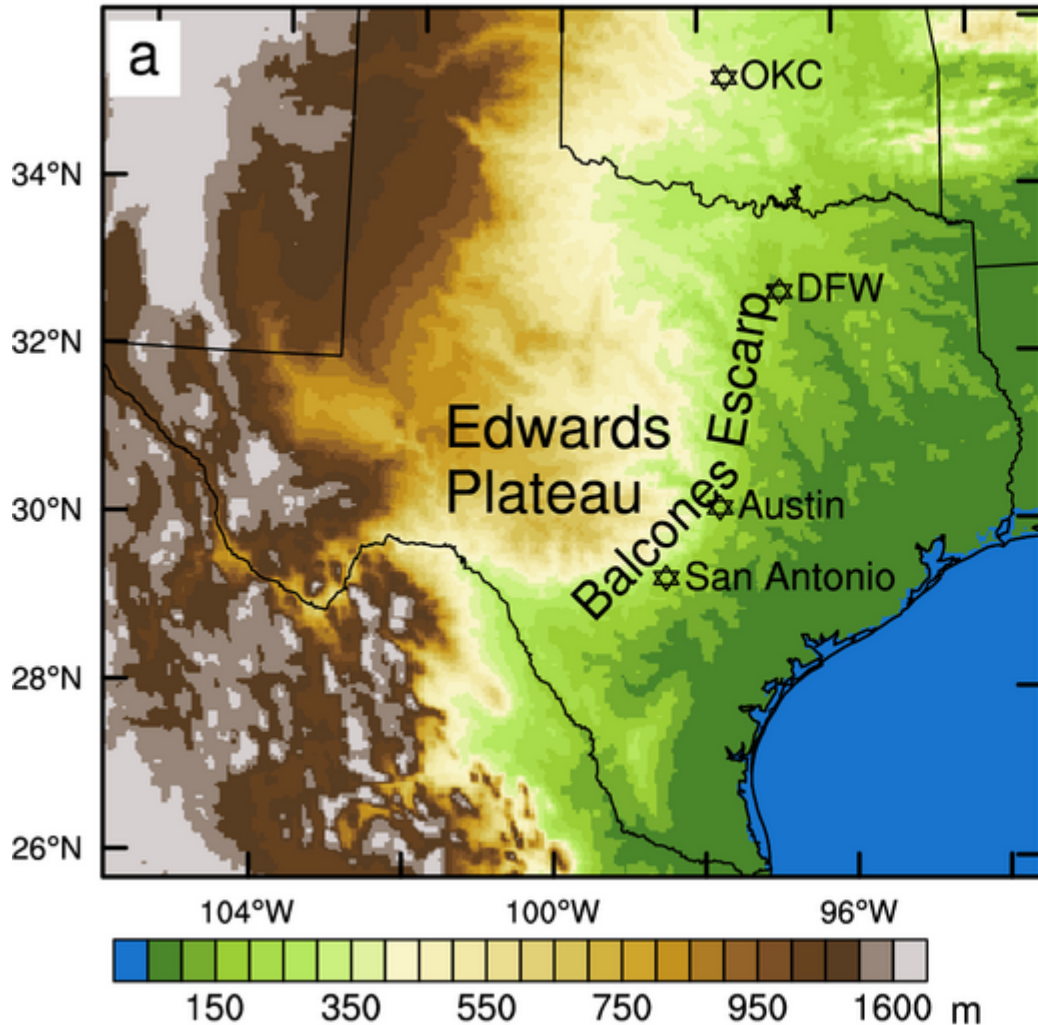 a
OKC
34°N
DFW
32°N
Balcones Escarp
Edwards
Plateau
30°N
Austin
San Antonio
28°N
26°N
104°W 100°W 96°W
150 350 550 750 950 1600 m